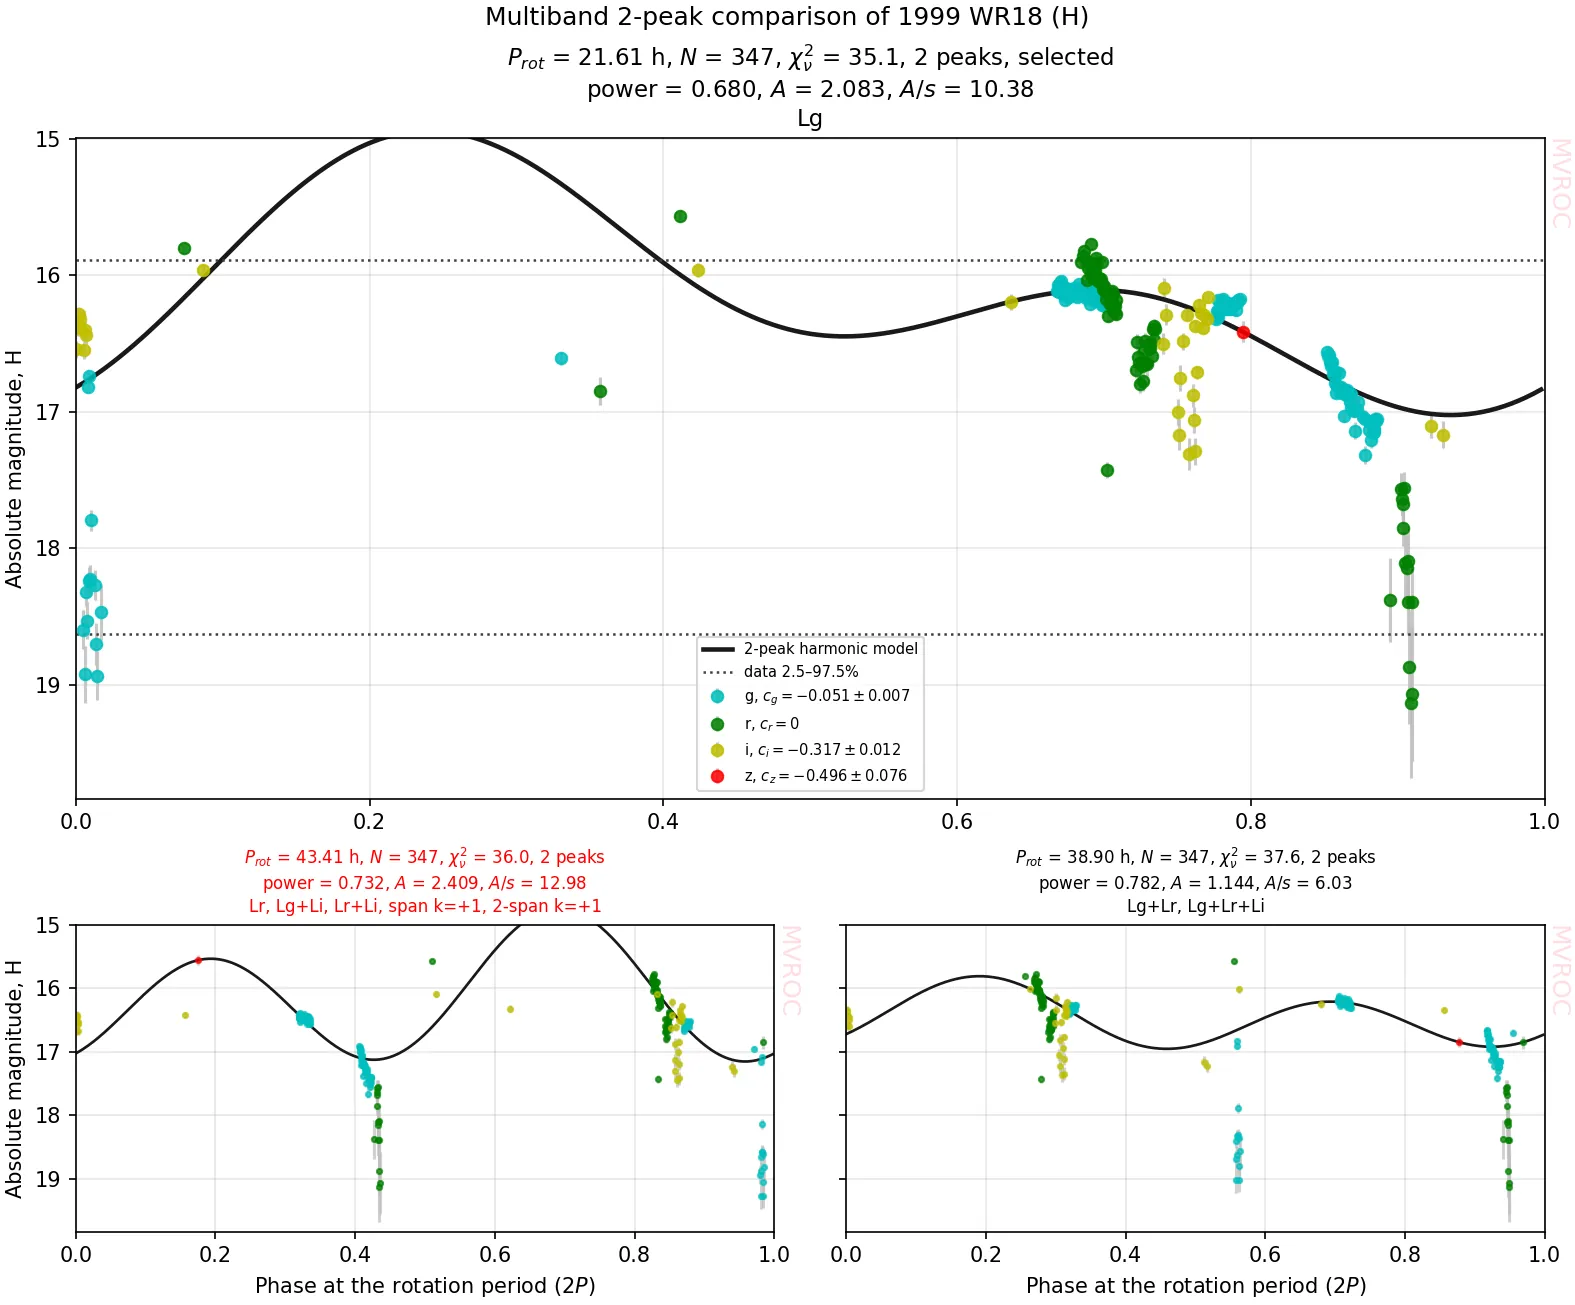 Multiband 2-peak comparison of 1999 WR18 (H)
P_rot = 21.61 h, N = 347, χ²_ν = 35.1, 2 peaks, selected
power = 0.680, A = 2.083, A/s = 10.38
Lg
MVROC
15
16
17
18
19
Absolute magnitude, H
2-peak harmonic model
data 2.5–97.5%
g, c_g = −0.051 ± 0.007
r, c_r = 0
i, c_i = −0.317 ± 0.012
z, c_z = −0.496 ± 0.076
0.0 0.2 0.4 0.6 0.8 1.0
P_rot = 43.41 h, N = 347, χ²_ν = 36.0, 2 peaks
power = 0.732, A = 2.409, A/s = 12.98
Lr, Lg+Li, Lr+Li, span k=+1, 2-span k=+1
MVROC
15
16
17
18
19
Absolute magnitude, H
0.0 0.2 0.4 0.6 0.8 1.0
Phase at the rotation period (2P)
P_rot = 38.90 h, N = 347, χ²_ν = 37.6, 2 peaks
power = 0.782, A = 1.144, A/s = 6.03
Lg+Lr, Lg+Lr+Li
MVROC
0.0 0.2 0.4 0.6 0.8 1.0
Phase at the rotation period (2P)